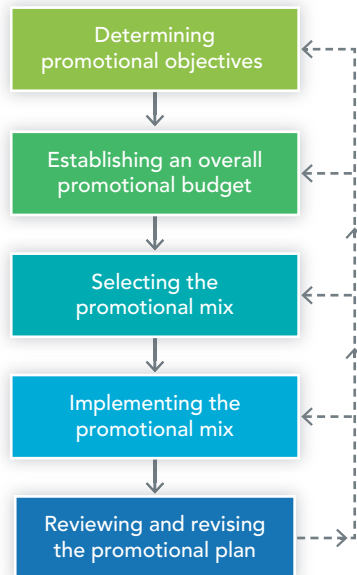 Determining
promotional objectives
Establishing an overall
promotional budget
Selecting the
promotional mix
Implementing the
promotional mix
Reviewing and revising
the promotional plan